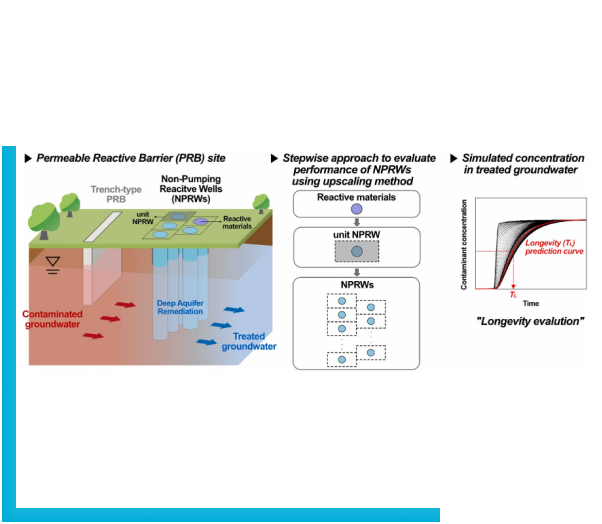 ▶ Permeable Reactive Barrier (PRB) site
Trench-type
PRB
Non-Pumping
Reacitve Wells
(NPRWs)
unit
NPRW
Reactive
materials
Contaminated
groundwater
Deep Aquifer
Remediation
Treated
groundwater
▶ Stepwise approach to evaluate
performance of NPRWs
using upscaling method
Reactive materials
unit NPRW
NPRWs
▶ Simulated concentration
in treated groundwater
Contaminant concentration
Longevity (TL)
prediction curve
TL
Time
"Longevity evalution"